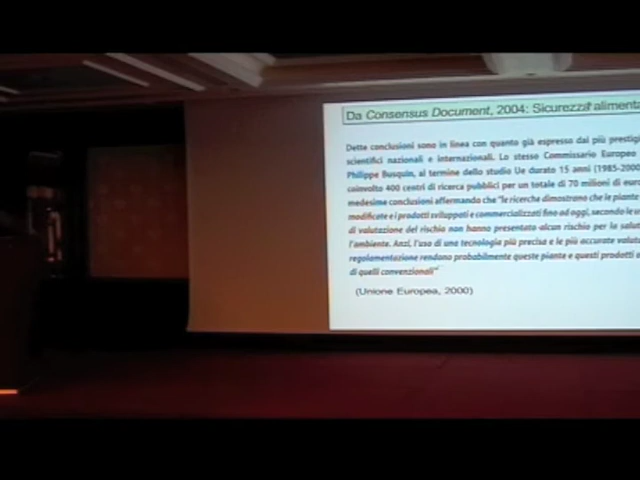 Da Consensus Document, 2004: Sicurezza alimenta
Dette conclusioni sono in linea con quanto già espresso dai più prestigi
scientifici nazionali e internazionali. Lo stesso Commissario Europeo
Philippe Busquin, al termine dello studio Ue durato 15 anni (1985-2000
coinvolto 400 centri di ricerca pubblici per un totale di 70 milioni di euro
medesime conclusioni affermando che "le ricerche dimostrano che le piante
modificate e i prodotti sviluppati e commercializzati fino ad oggi, secondo le
di valutazione del rischio non hanno presentato alcun rischio per la salut
l'ambiente. Anzi, l'uso di una tecnologia più precisa e le più accurate valuta
regolamentazione rendono probabilmente queste piante e questi prodotti
di quelli convenzionali"
(Unione Europea, 2000)